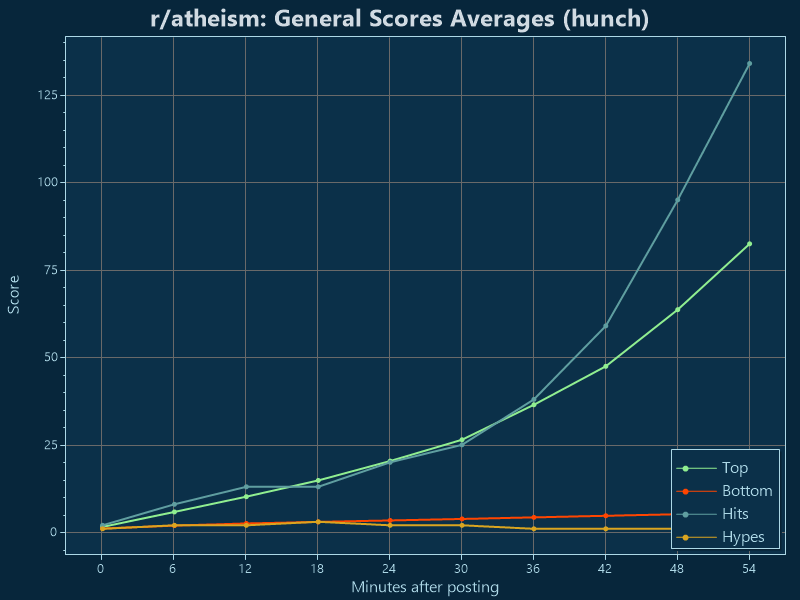 r/atheism: General Scores Averages (hunch)
125
100
75
50
25
0
Score
Top
Bottom
Hits
Hypes
0 6 12 18 24 30 36 42 48 54
Minutes after posting